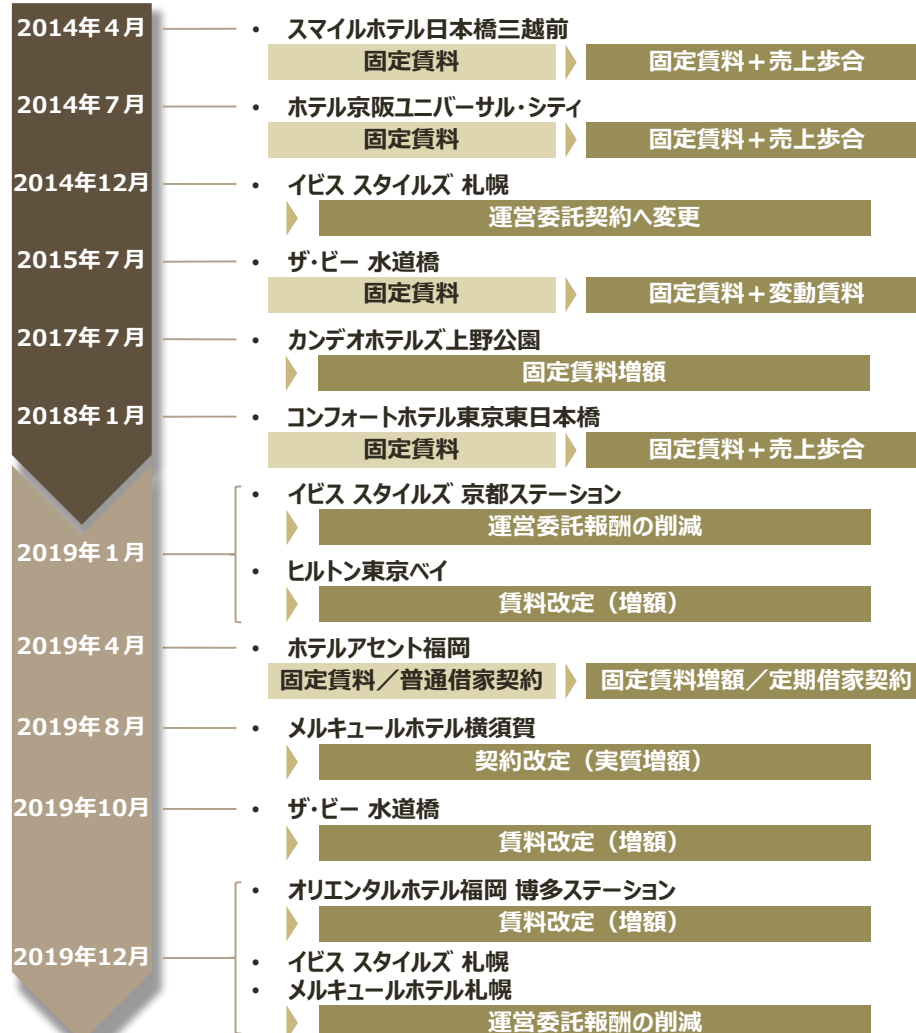 2014年４月
• スマイルホテル日本橋三越前
固定賃料 固定賃料＋売上歩合
2014年７月
• ホテル京阪ユニバーサル・シティ
固定賃料 固定賃料＋売上歩合
2014年12月
• イビス スタイルズ 札幌
運営委託契約へ変更
2015年７月
• ザ・ビー 水道橋
固定賃料 固定賃料＋変動賃料
2017年７月
• カンデオホテルズ上野公園
固定賃料増額
2018年１月
• コンフォートホテル東京東日本橋
固定賃料 固定賃料＋売上歩合
2019年１月
• イビス スタイルズ 京都ステーション
運営委託報酬の削減
• ヒルトン東京ベイ
賃料改定（増額）
2019年４月
• ホテルアセント福岡
固定賃料／普通借家契約 固定賃料増額／定期借家契約
2019年８月
• メルキュールホテル横須賀
契約改定（実質増額）
2019年10月
• ザ・ビー 水道橋
賃料改定（増額）
2019年12月
• オリエンタルホテル福岡 博多ステーション
賃料改定（増額）
• イビス スタイルズ 札幌
• メルキュールホテル札幌
運営委託報酬の削減